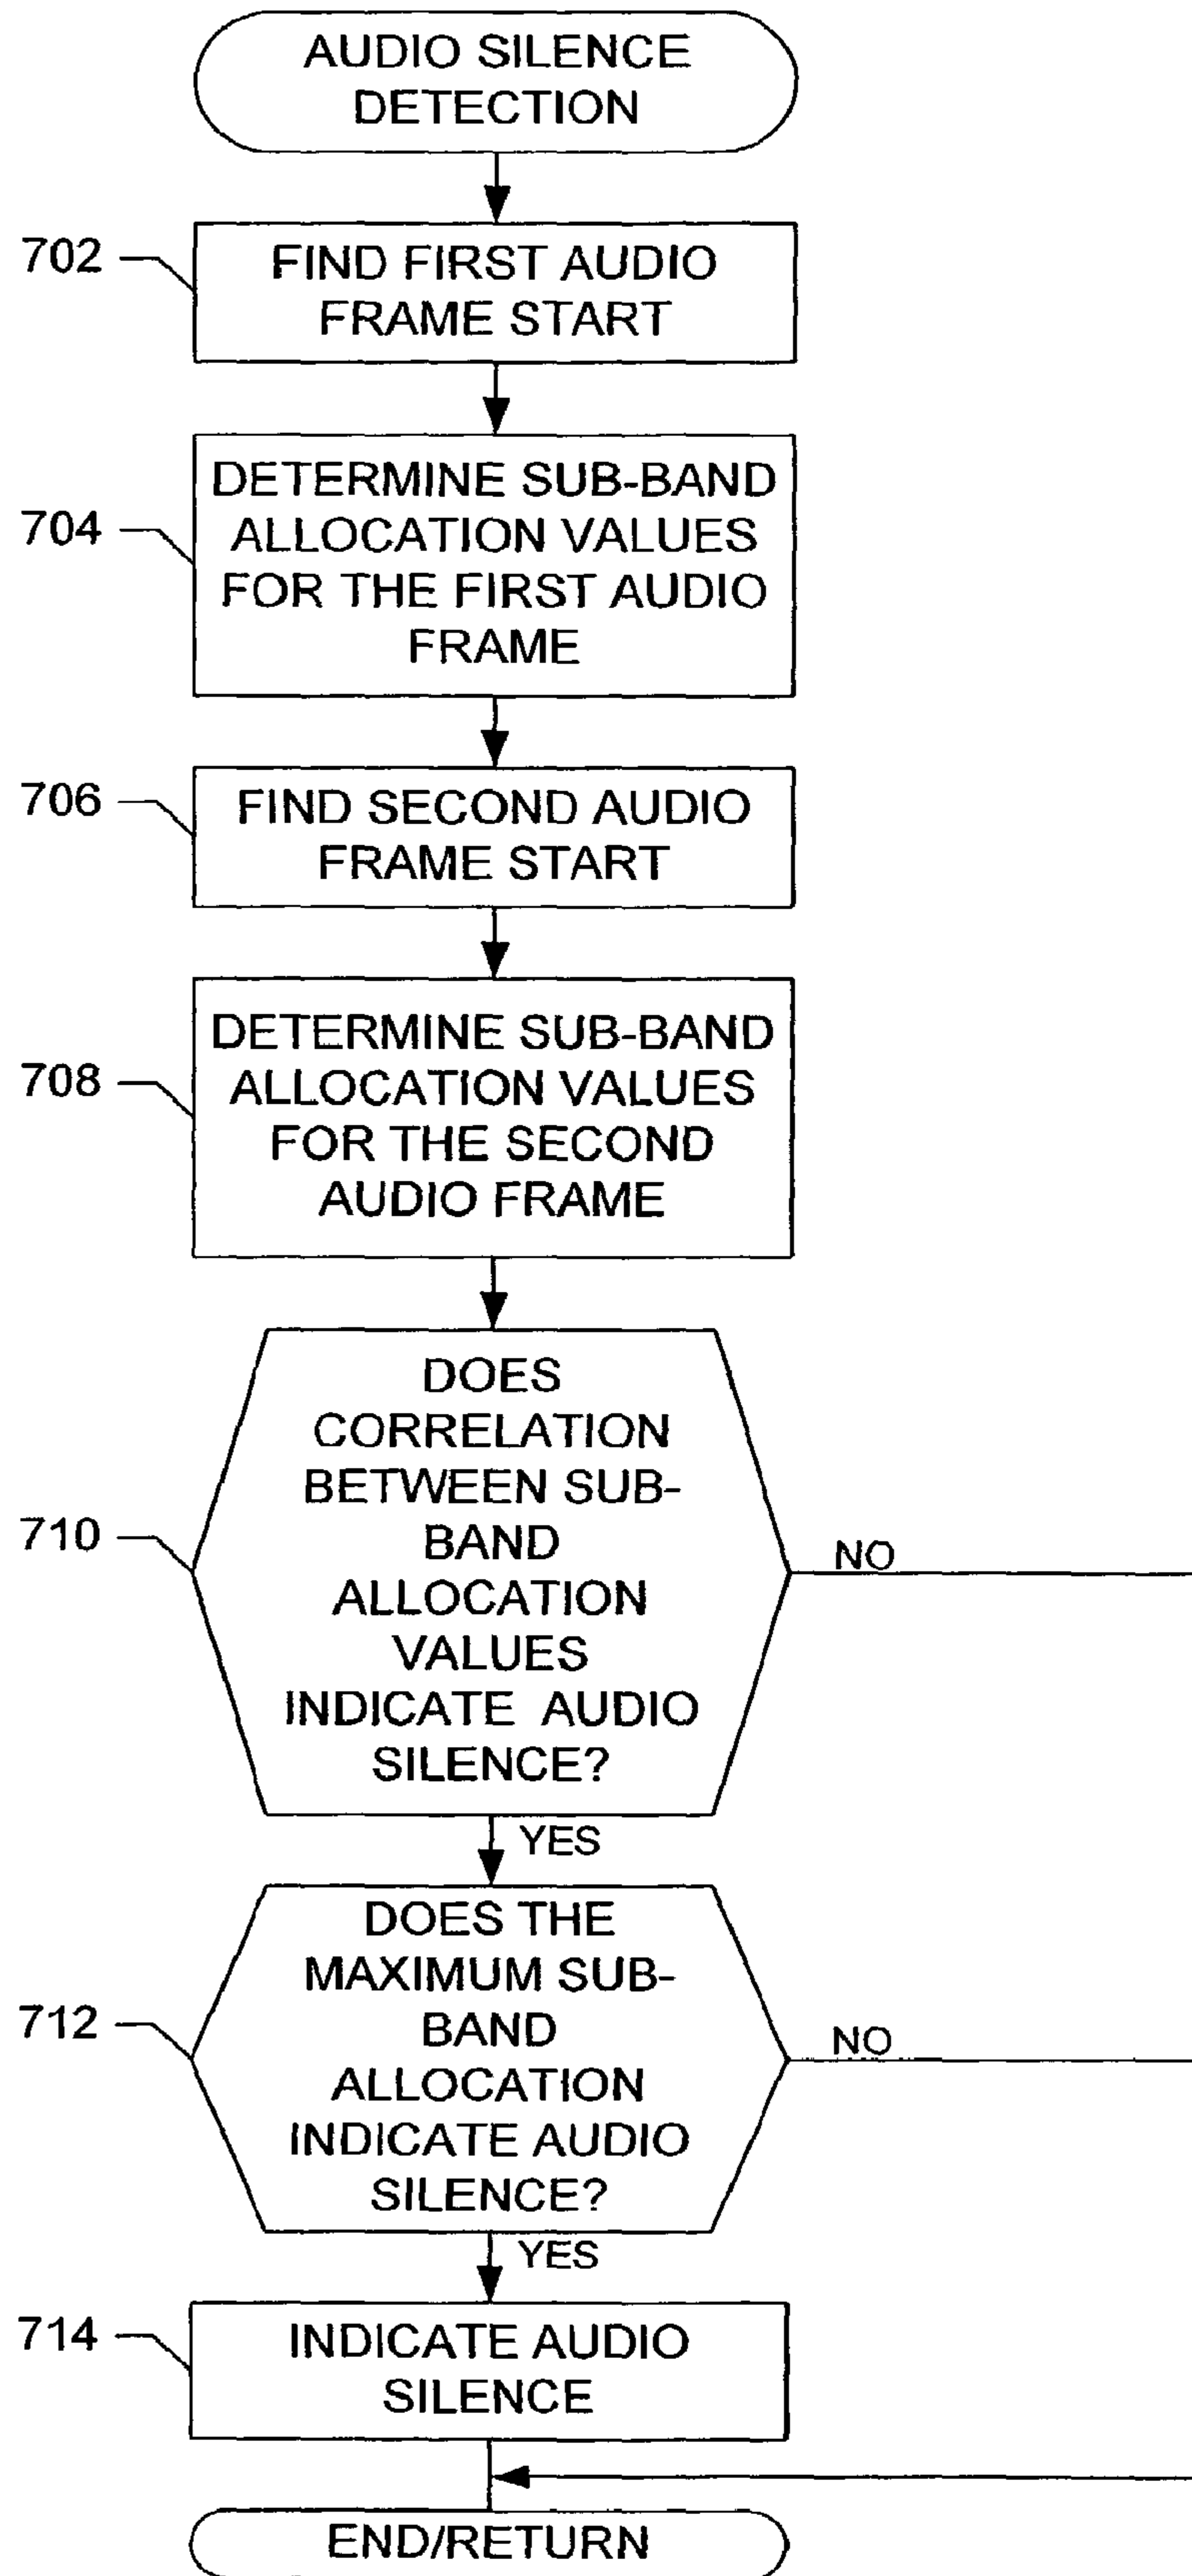 AUDIO SILENCE
DETECTION
702
FIND FIRST AUDIO
FRAME START
704
DETERMINE SUB-BAND
ALLOCATION VALUES
FOR THE FIRST AUDIO
FRAME
706
FIND SECOND AUDIO
FRAME START
708
DETERMINE SUB-BAND
ALLOCATION VALUES
FOR THE SECOND
AUDIO FRAME
710
DOES
CORRELATION
BETWEEN SUB-
BAND
ALLOCATION
VALUES
INDICATE AUDIO
SILENCE?
NO
YES
712
DOES THE
MAXIMUM SUB-
BAND
ALLOCATION
INDICATE AUDIO
SILENCE?
NO
YES
714
INDICATE AUDIO
SILENCE
END/RETURN